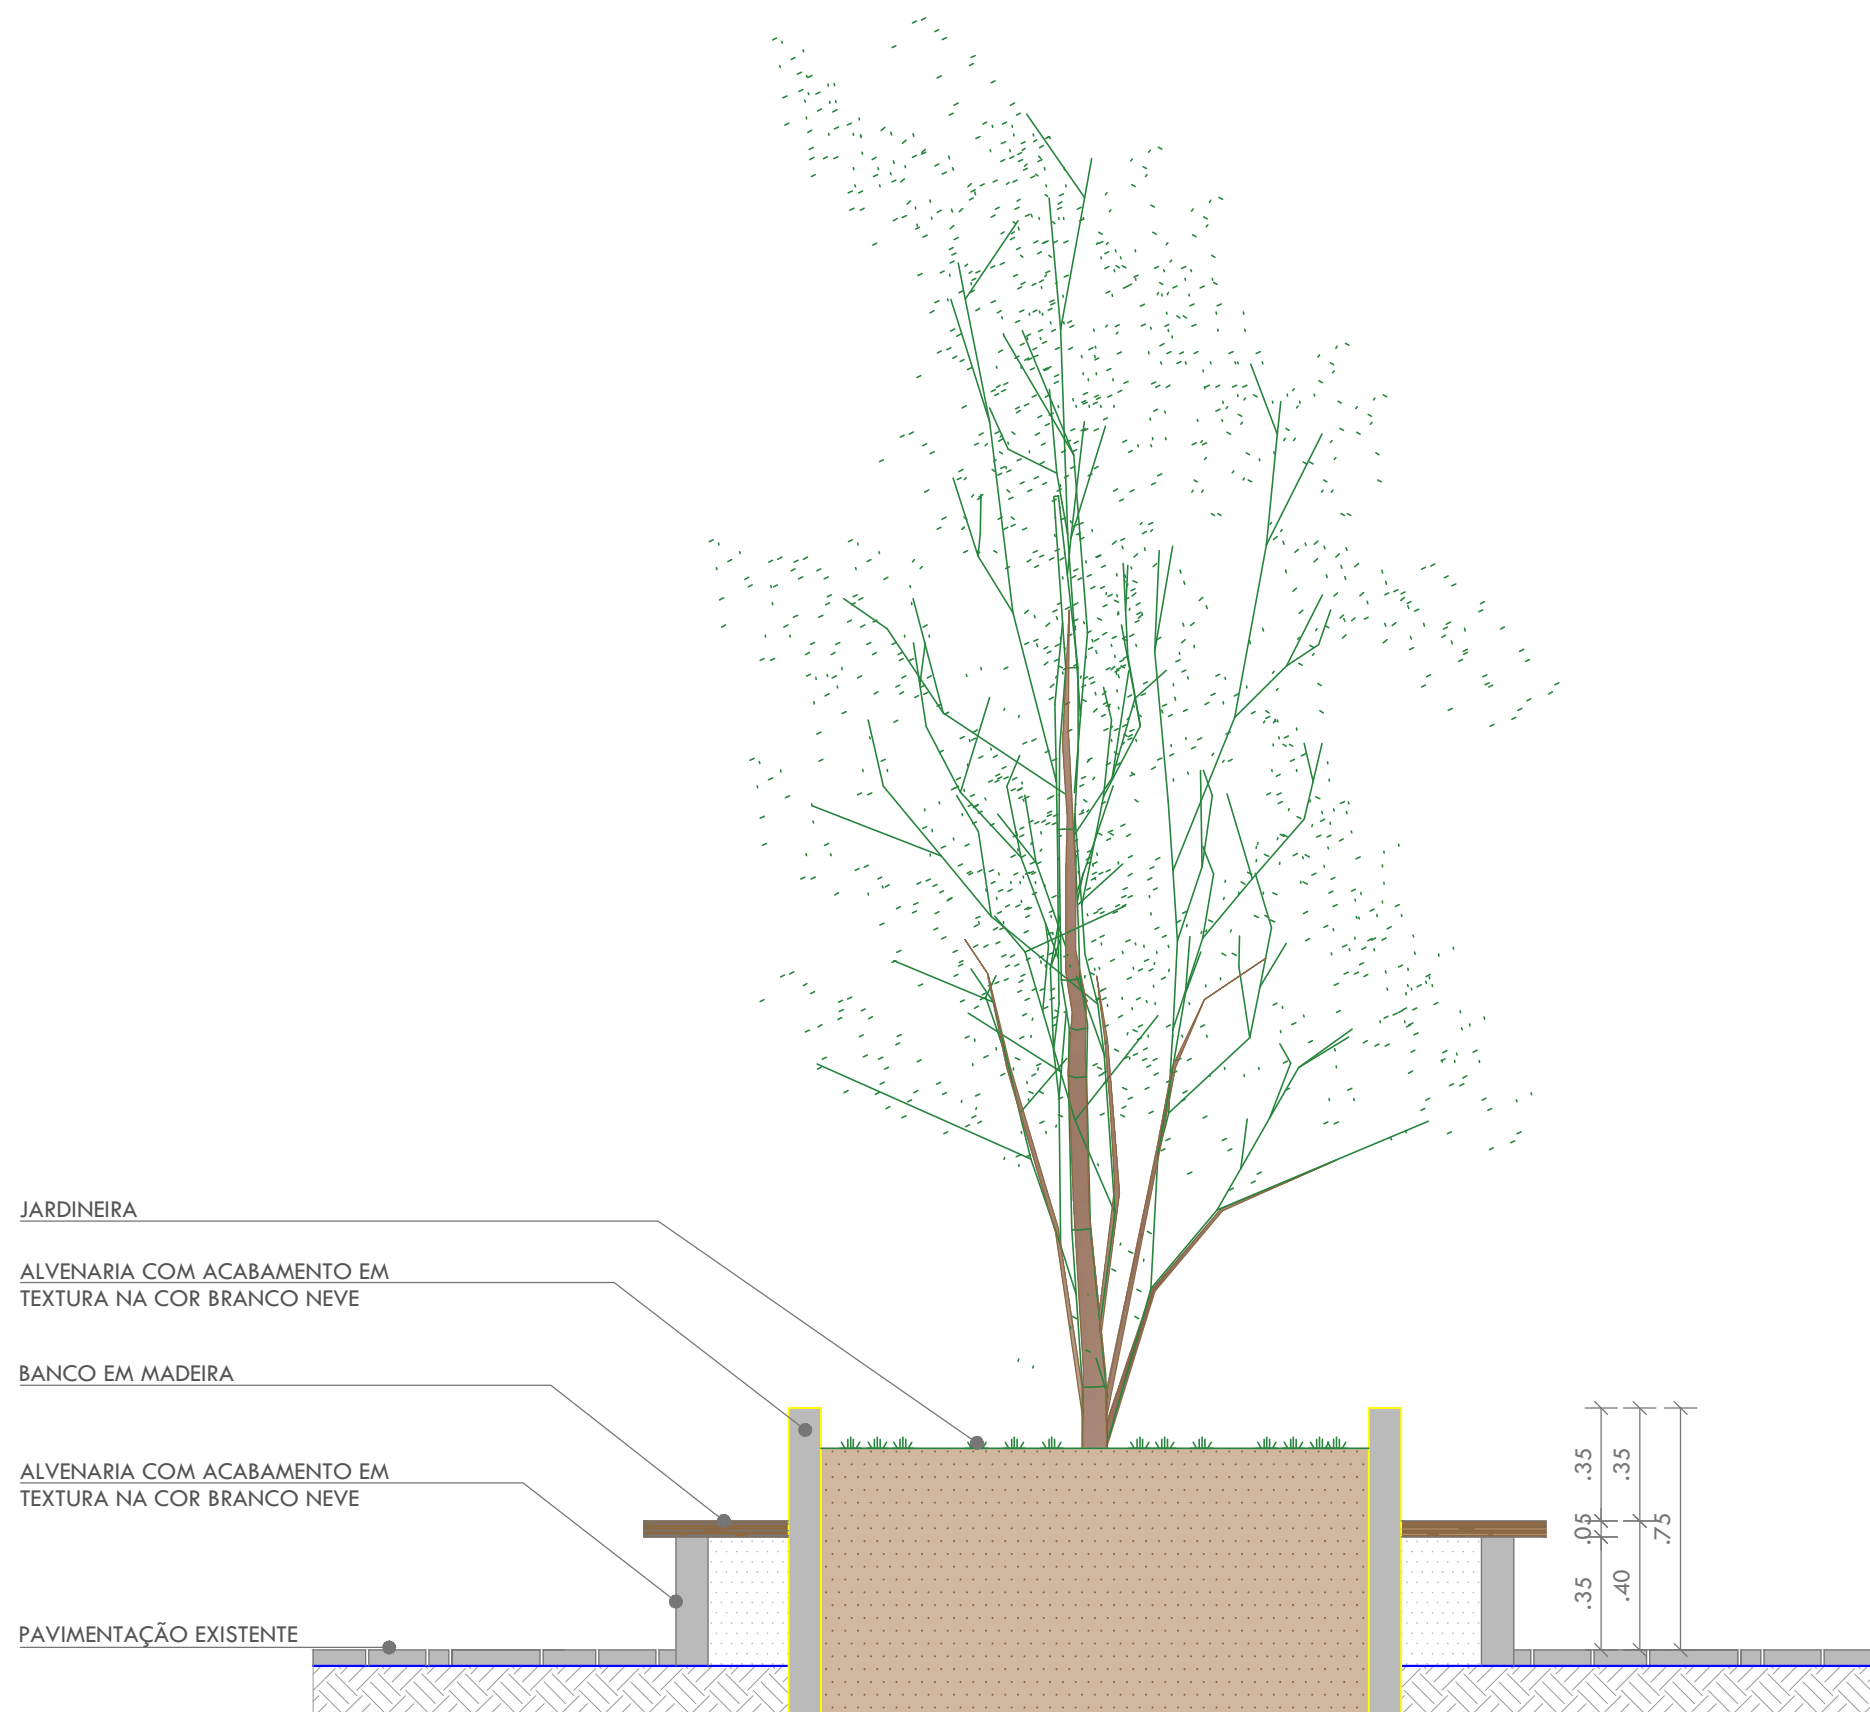 JARDINEIRA
ALVENARIA COM ACABAMENTO EM
TEXTURA NA COR BRANCO NEVE
BANCO EM MADEIRA
ALVENARIA COM ACABAMENTO EM
TEXTURA NA COR BRANCO NEVE
PAVIMENTAÇÃO EXISTENTE
.35
.35
.05
.75
.35
.40